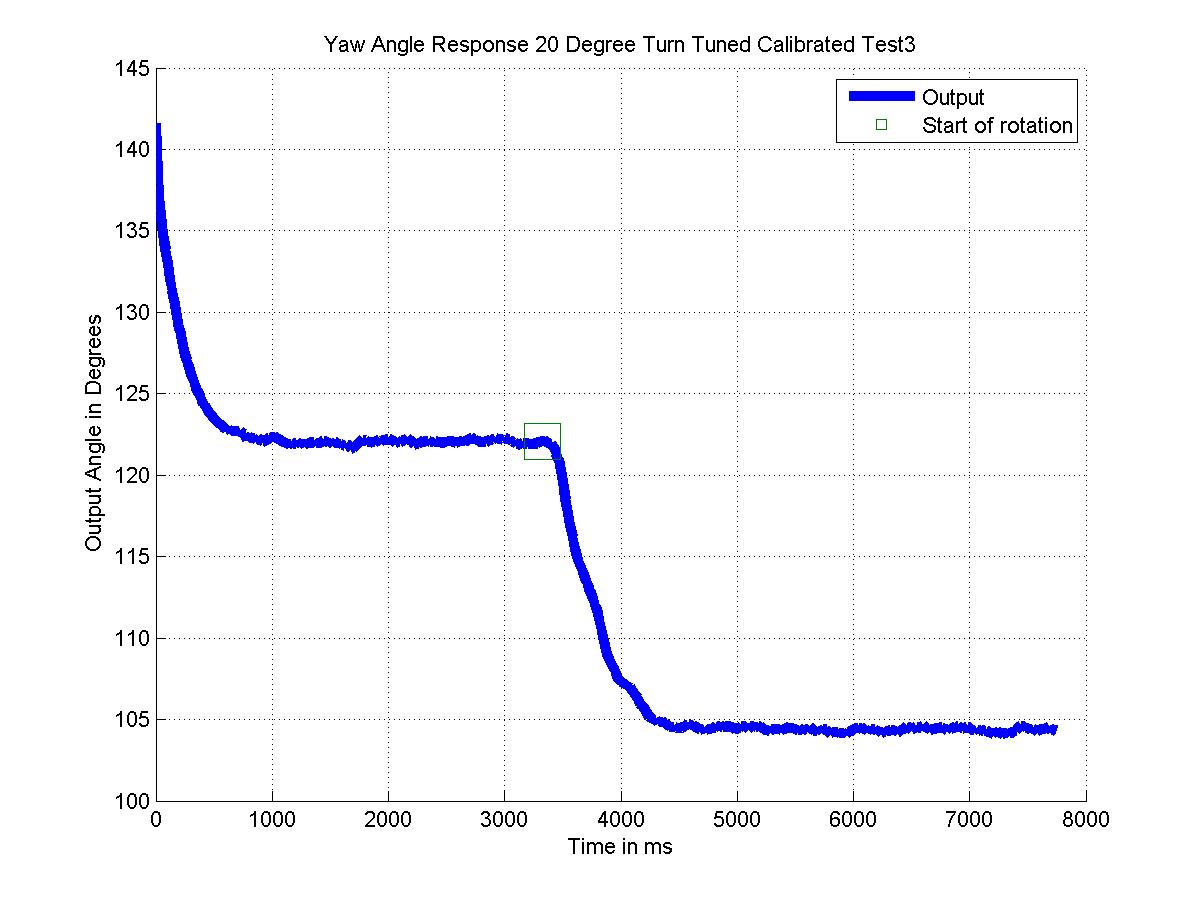 Yaw Angle Response 20 Degree Turn Tuned Calibrated Test3
145
140
135
130
125
120
115
110
105
100
Output Angle in Degrees
Output
Start of rotation
0 1000 2000 3000 4000 5000 6000 7000 8000
Time in ms